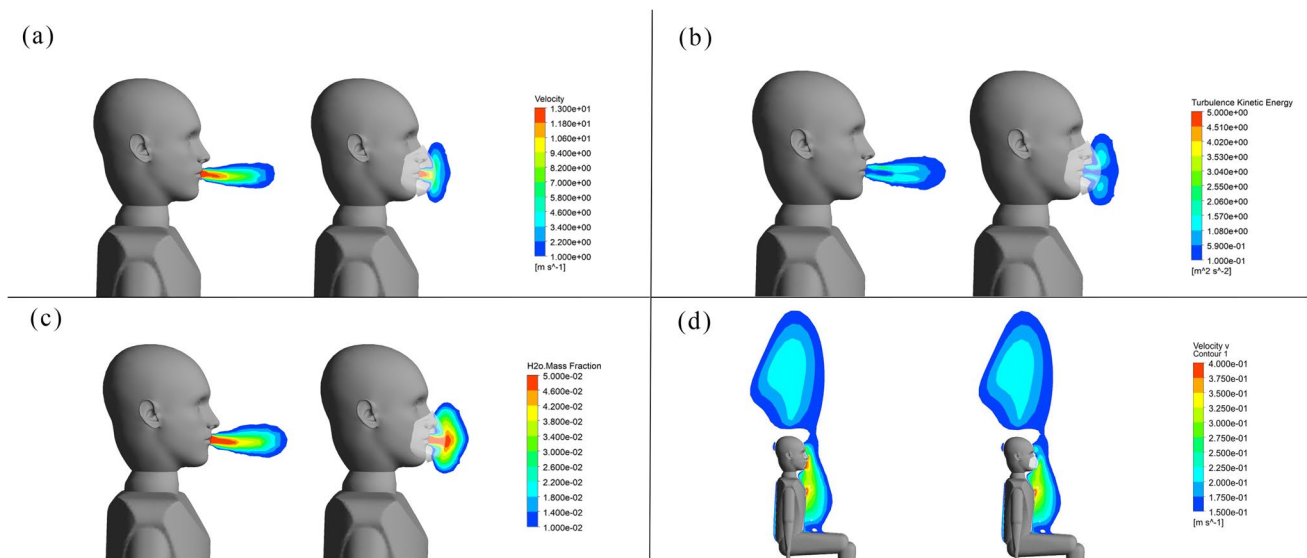 (a)
Velocity
1.300e+01
1.180e+01
1.060e+01
9.400e+00
8.200e+00
7.000e+00
5.800e+00
4.600e+00
3.400e+00
2.200e+00
1.000e+00
[m s^-1]
(b)
Turbulence Kinetic Energy
5.000e+00
4.510e+00
4.020e+00
3.530e+00
3.040e+00
2.550e+00
2.060e+00
1.570e+00
1.080e+00
5.900e-01
1.000e-01
[m^2 s^-2]
(c)
H2o.Mass Fraction
5.000e-02
4.600e-02
4.200e-02
3.800e-02
3.400e-02
3.000e-02
2.600e-02
2.200e-02
1.800e-02
1.400e-02
1.000e-02
(d)
Velocity v
Contour 1
4.000e-01
3.750e-01
3.500e-01
3.250e-01
3.000e-01
2.750e-01
2.500e-01
2.250e-01
2.000e-01
1.750e-01
1.500e-01
[m s^-1]